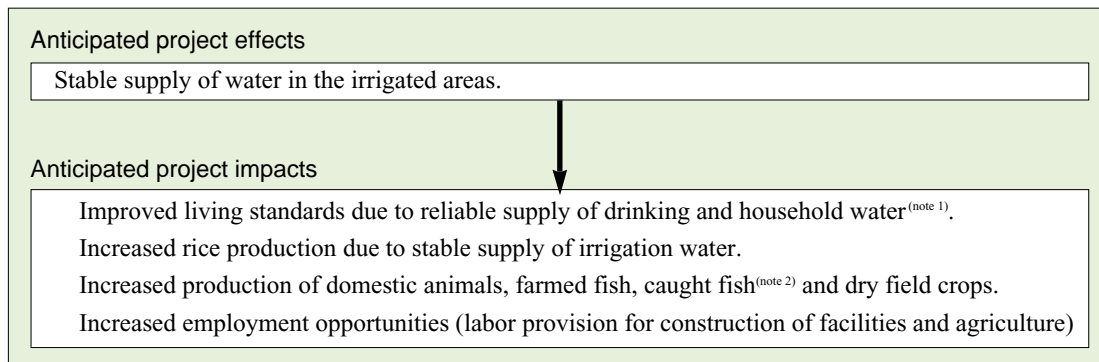 Anticipated project effects
Stable supply of water in the irrigated areas.
Anticipated project impacts
Improved living standards due to reliable supply of drinking and household water(note 1).
Increased rice production due to stable supply of irrigation water.
Increased production of domestic animals, farmed fish, caught fish(note 2) and dry field crops.
Increased employment opportunities (labor provision for construction of facilities and agriculture)